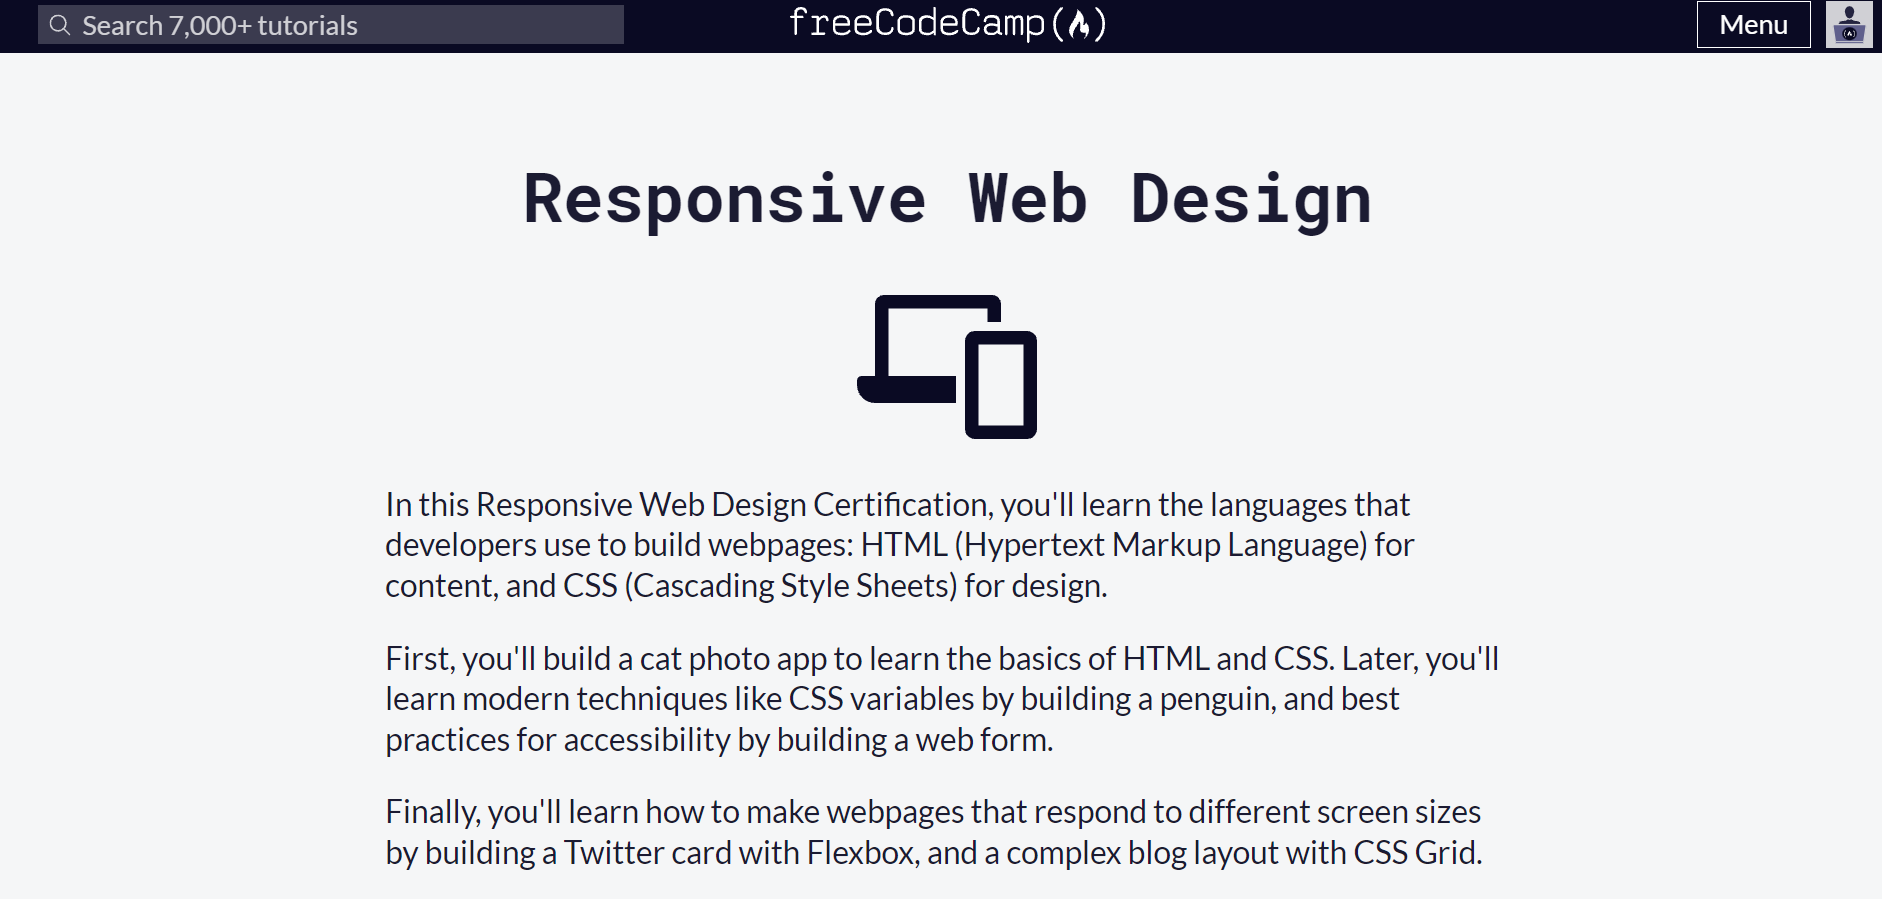 Search 7,000+ tutorials
freeCodeCamp(🔥)
Menu
Responsive Web Design
In this Responsive Web Design Certification, you'll learn the languages that
developers use to build webpages: HTML (Hypertext Markup Language) for
content, and CSS (Cascading Style Sheets) for design.
First, you'll build a cat photo app to learn the basics of HTML and CSS. Later, you'll
learn modern techniques like CSS variables by building a penguin, and best
practices for accessibility by building a web form.
Finally, you'll learn how to make webpages that respond to different screen sizes
by building a Twitter card with Flexbox, and a complex blog layout with CSS Grid.